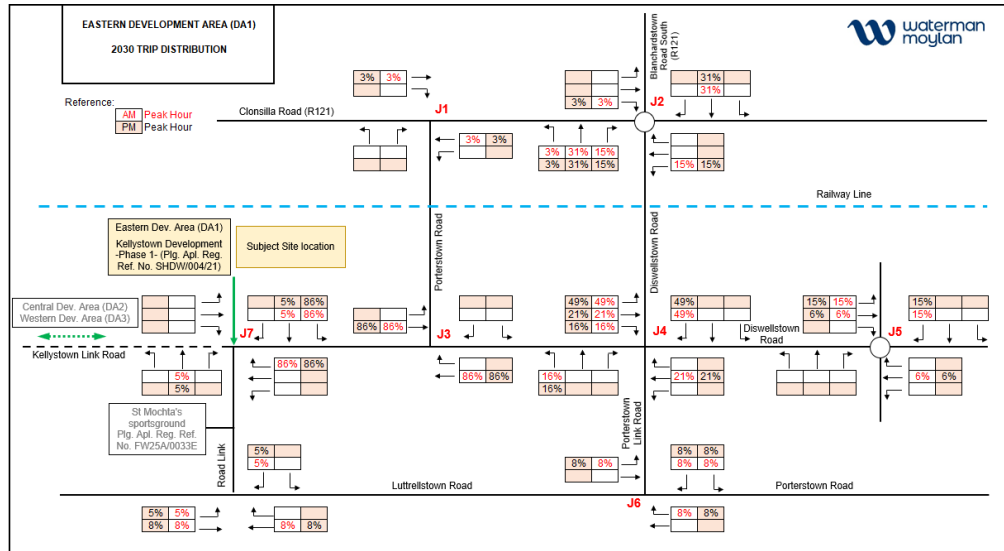 EASTERN DEVELOPMENT AREA (DA1)
2030 TRIP DISTRIBUTION
waterman
moylan
Reference:
AM Peak Hour
PM Peak Hour
Clonsilla Road (R121)
3% 3%
J1
3% 3%
Blanchardstown
Road South
(R121)
3% 3%
J2
31%
31%
3% 31% 15%
3% 31% 15%
15% 15%
Railway Line
Porterstown Road
Diswellstown Road
Eastern Dev. Area (DA1)
Kellystown Development
-Phase 1- (Plg. Apl. Reg.
Ref. No. SHDW/004/21)
Subject Site location
Central Dev. Area (DA2)
Western Dev. Area (DA3)
Kellystown Link Road
J7
5% 86%
5% 86%
86% 86%
5%
5%
86% 86%
J3
86% 86%
49% 49%
21% 21%
16% 16%
J4
49%
49%
16%
16%
21% 21%
Diswellstown
Road
15% 15%
6% 6%
J5
15%
15%
6% 6%
St Mochta's
sportsground
Plg. Apl. Reg. Ref.
No. FW25A/0033E
Road Link
Porterstown
Link Road
5%
5%
Luttrellstown Road
5% 5%
8% 8%
8% 8%
8% 8%
J6
8% 8%
8% 8%
Porterstown Road
8% 8%